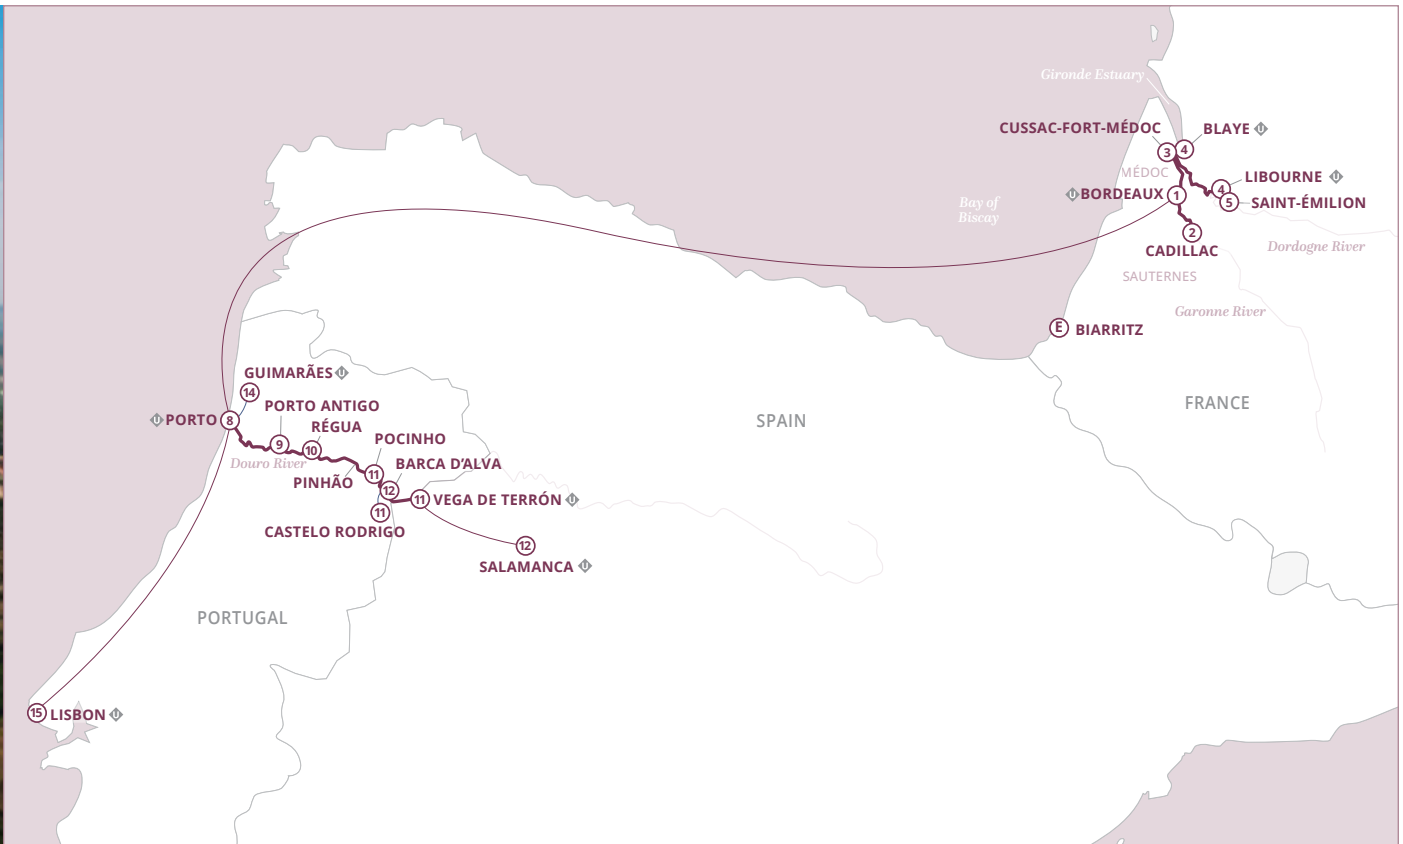 Gironde Estuary
CUSSAC-FORT-MÉDOC
BLAYE U
3
4
MÉDOC
LIBOURNE U
4
U BORDEAUX
1
5
SAINT-ÉMILION
Bay of
Biscay
2
CADILLAC
Dordogne River
SAUTERNES
Garonne River
E
BIARRITZ
GUIMARÃES U
14
PORTO ANTIGO
FRANCE
U PORTO
8
SPAIN
RÉGUA
9
10
POCINHO
Douro River
BARCA D'ALVA
11
PINHÃO
12
11
VEGA DE TERRÓN U
11
CASTELO RODRIGO
12
SALAMANCA U
PORTUGAL
15
LISBON U